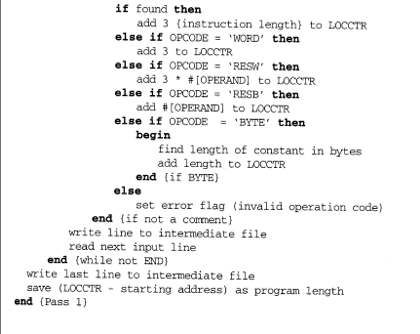 if found then
add 3 {instruction length} to LOCCTR
else if OPCODE = 'WORD' then
add 3 to LOCCTR
else if OPCODE = 'RESW' then
add 3 * #[OPERAND] to LOCCTR
else if OPCODE = 'RESB' then
add #[OPERAND] to LOCCTR
else if OPCODE = 'BYTE' then
begin
find length of constant in bytes
add length to LOCCTR
end {if BYTE}
else
set error flag (invalid operation code)
end {if not a comment}
write line to intermediate file
read next input line
end {while not END}
write last line to intermediate file
save (LOCCTR - starting address) as program length
end {Pass 1}